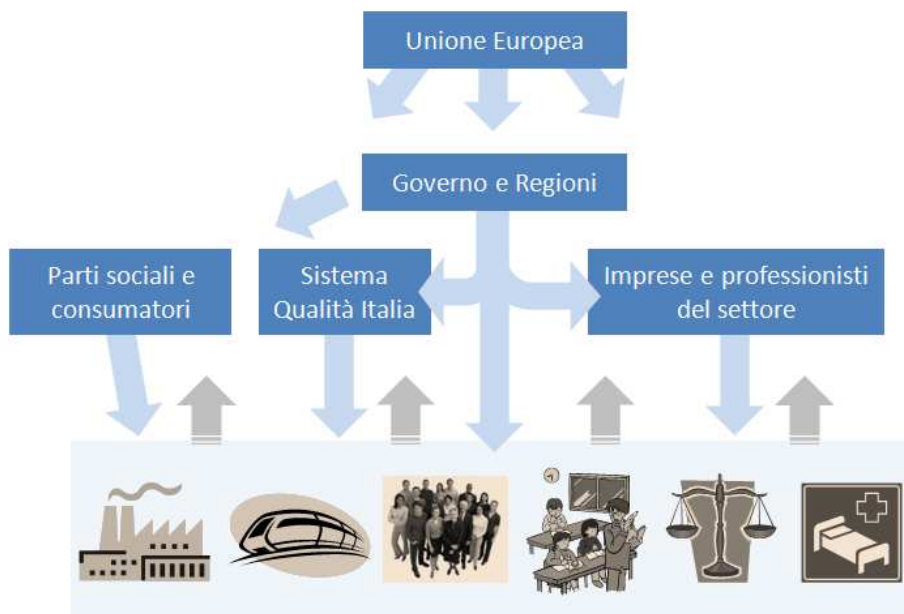 Unione Europea
Governo e Regioni
Parti sociali e
consumatori
Sistema
Qualità Italia
Imprese e professionisti
del settore